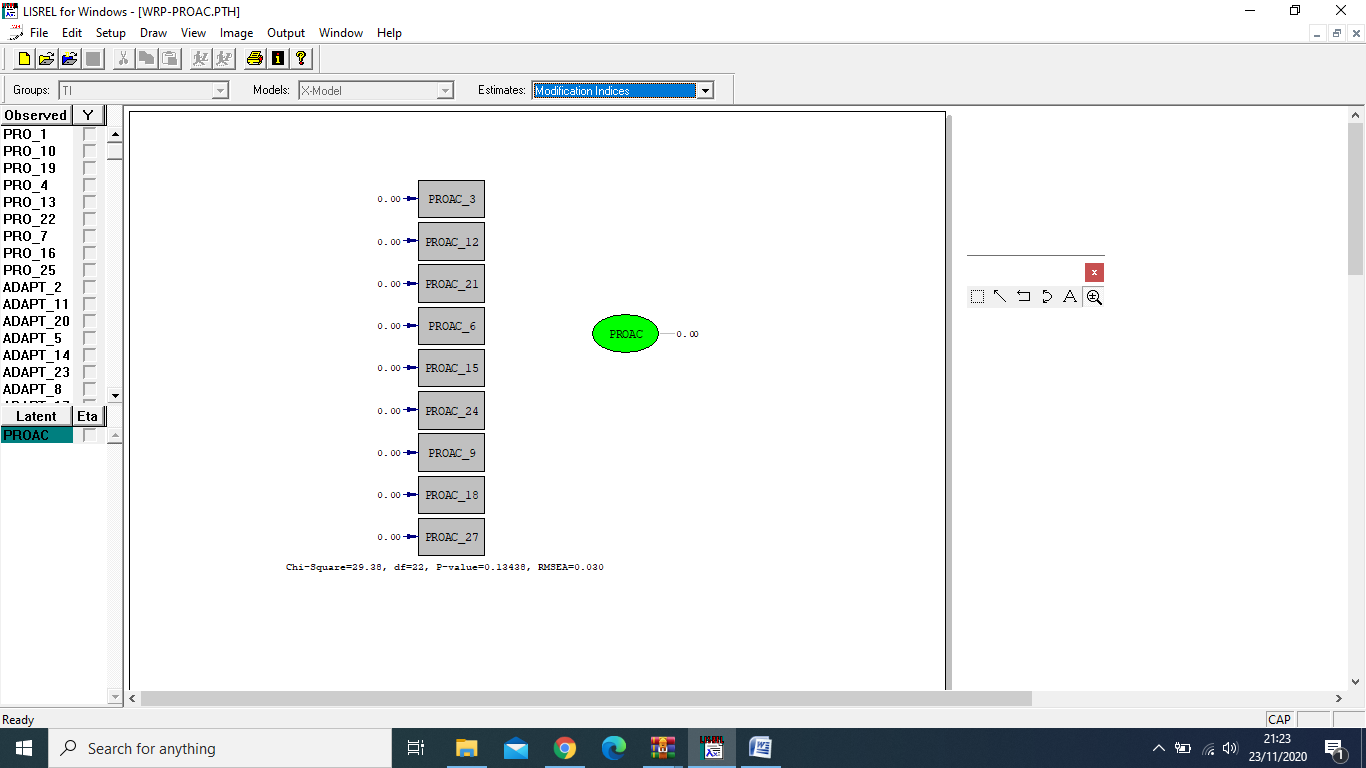 LISREL for Windows - [WRP-PROAC.PTH]
File Edit Setup Draw View Image Output Window Help
Groups: TI Models: X-Model Estimates: Modification Indices
Observed Y
PRO_1
PRO_10
PRO_19
PRO_4
PRO_13
PRO_22
PRO_7
PRO_16
PRO_25
ADAPT_2
ADAPT_11
ADAPT_20
ADAPT_5
ADAPT_14
ADAPT_23
ADAPT_8
Latent Eta
PROAC
0.00 PROAC_3
0.00 PROAC_12
0.00 PROAC_21
0.00 PROAC_6
0.00 PROAC_15
0.00 PROAC_24
0.00 PROAC_9
0.00 PROAC_18
0.00 PROAC_27
PROAC 0.00
Chi-Square=29.38, df=22, P-value=0.13438, RMSEA=0.030
Ready
CAP
Search for anything
21:23
23/11/2020
1